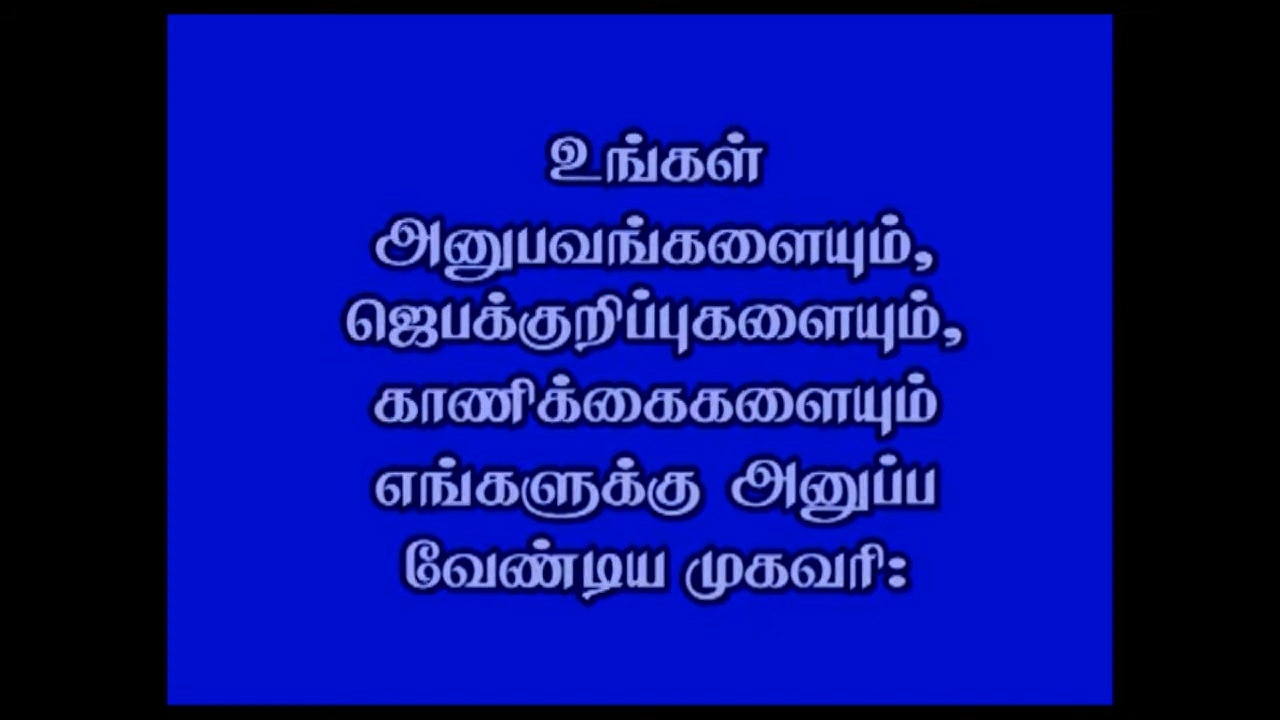 உங்கள்
அனுபவங்களையும்,
ஜெபக்குறிப்புகளையும்,
காணிக்கைகளையும்
எங்களுக்கு அனுப்ப
வேண்டிய முகவரி: